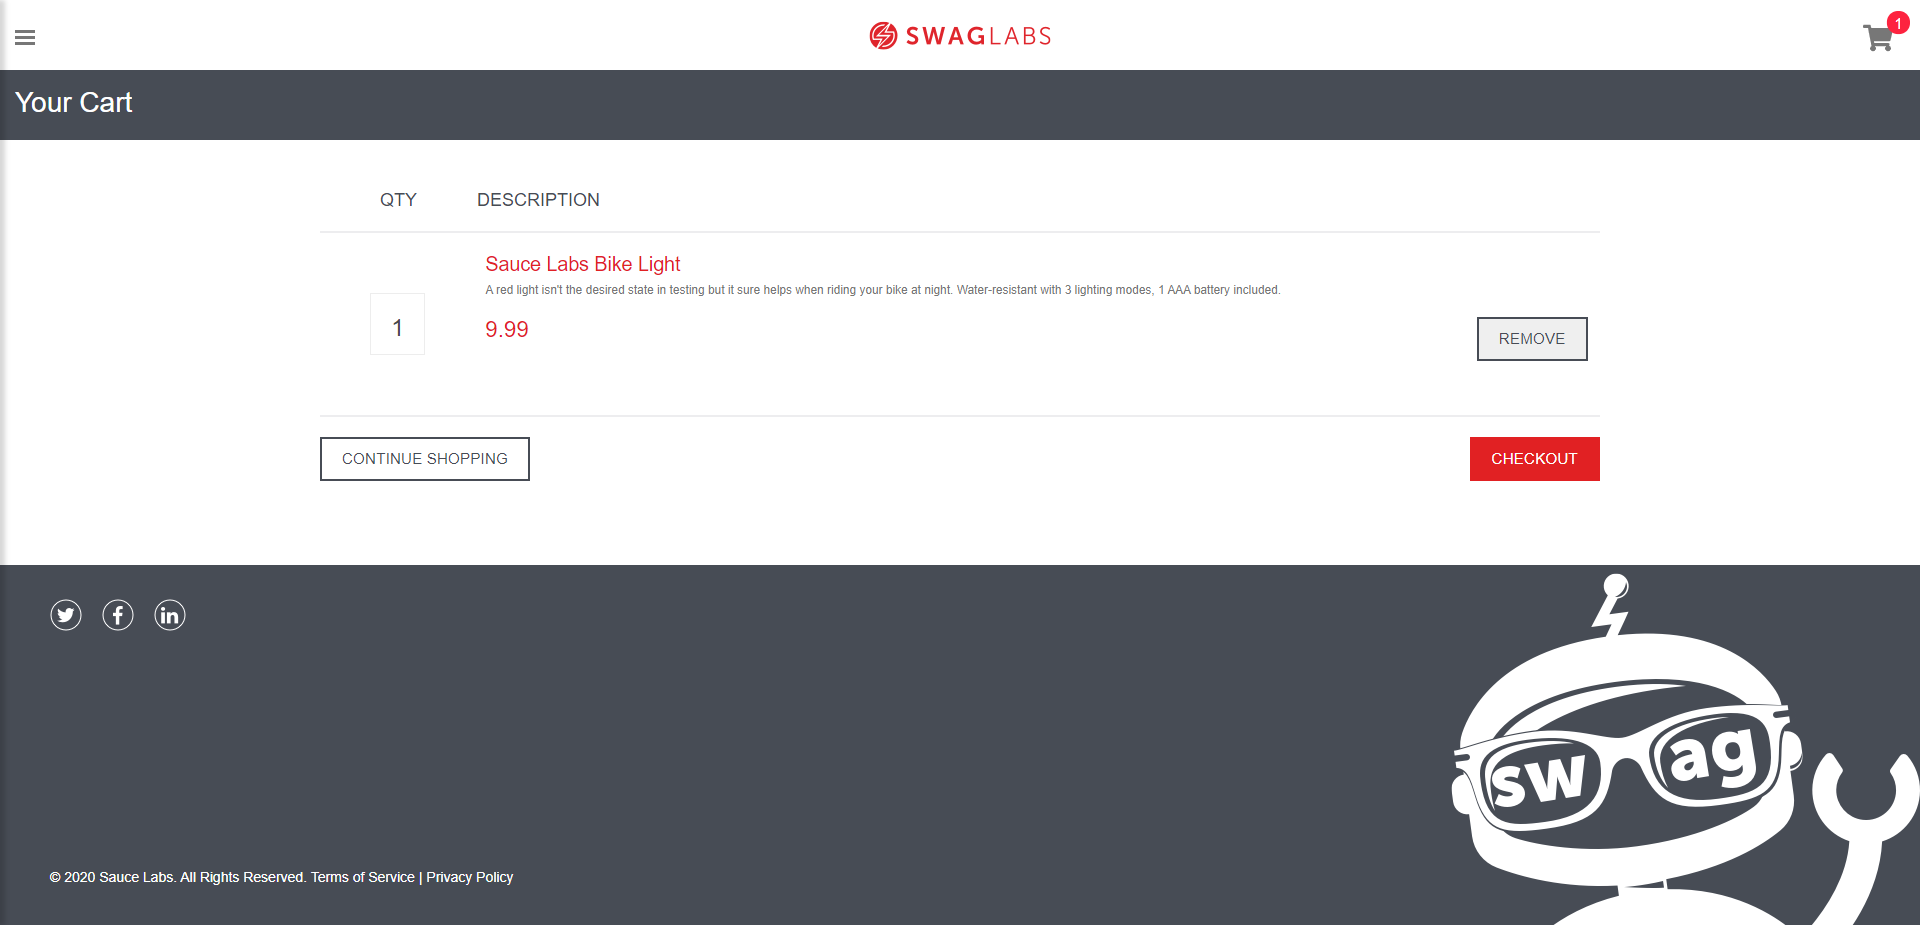 SWAGLABS
1
Your Cart
QTY DESCRIPTION
Sauce Labs Bike Light
A red light isn't the desired state in testing but it sure helps when riding your bike at night. Water-resistant with 3 lighting modes, 1 AAA battery included.
1
9.99
REMOVE
CONTINUE SHOPPING
CHECKOUT
swag
© 2020 Sauce Labs. All Rights Reserved. Terms of Service | Privacy Policy